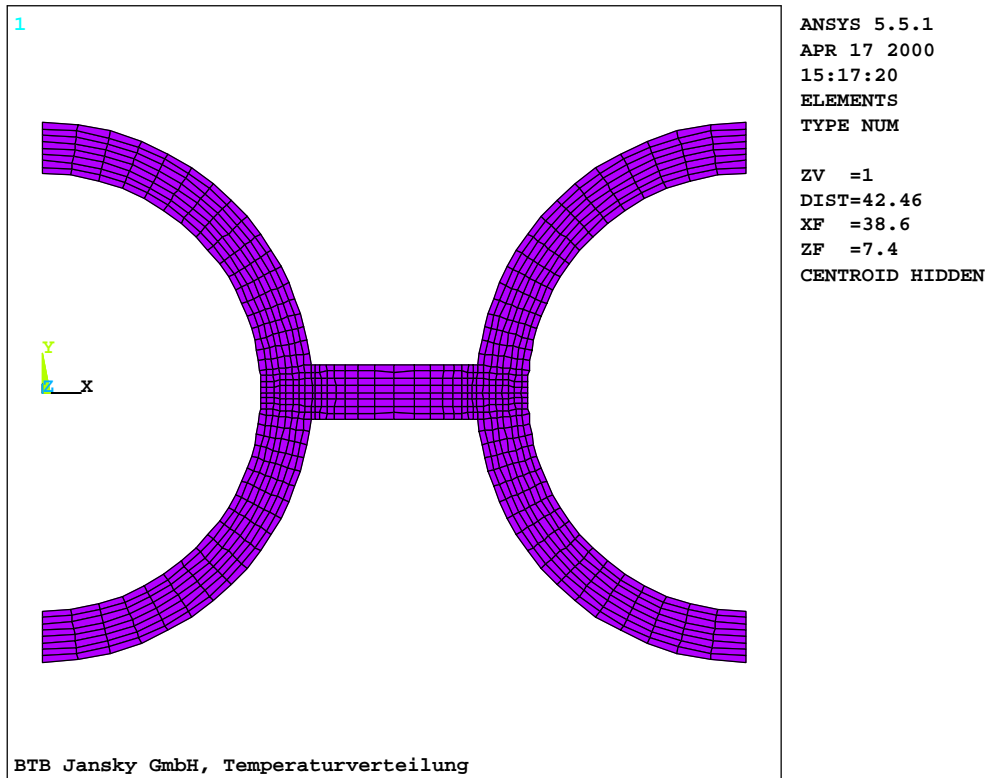 1
ANSYS 5.5.1
APR 17 2000
15:17:20
ELEMENTS
TYPE NUM
ZV  =1
DIST=42.46
XF  =38.6
ZF  =7.4
CENTROID HIDDEN
Y
Z X
BTB Jansky GmbH, Temperaturverteilung